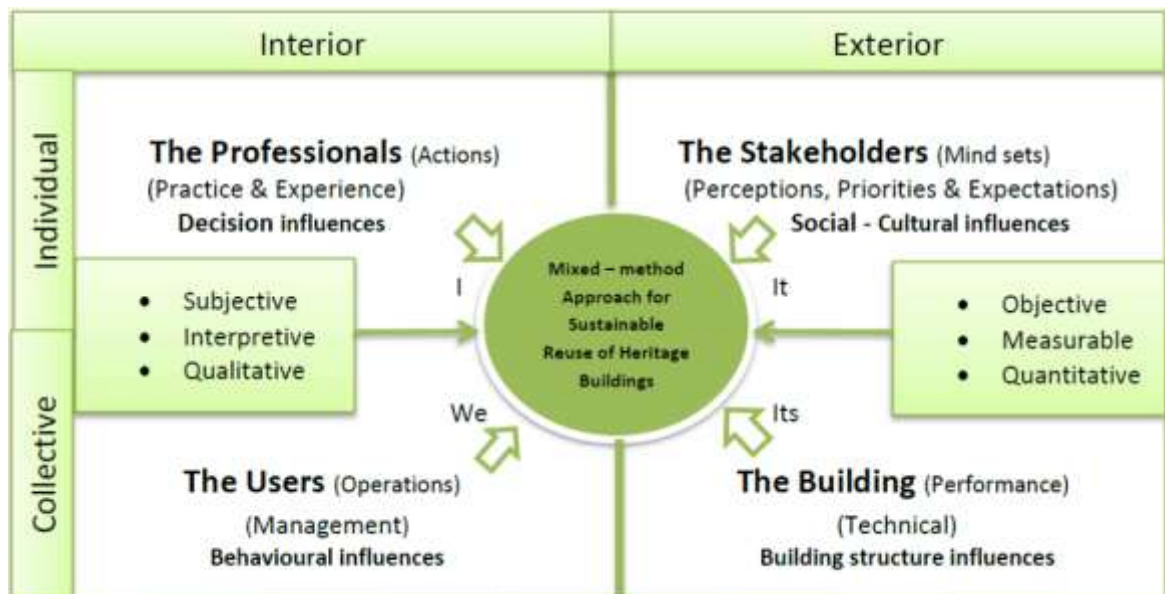 Interior
Exterior
Individual
The Professionals (Actions)
(Practice & Experience)
Decision influences
The Stakeholders (Mind sets)
(Perceptions, Priorities & Expectations)
Social - Cultural influences
I
It
• Subjective
• Interpretive
• Qualitative
Mixed – method
Approach for
Sustainable
Reuse of Heritage
Buildings
• Objective
• Measurable
• Quantitative
Collective
We
Its
The Users (Operations)
(Management)
Behavioural influences
The Building (Performance)
(Technical)
Building structure influences